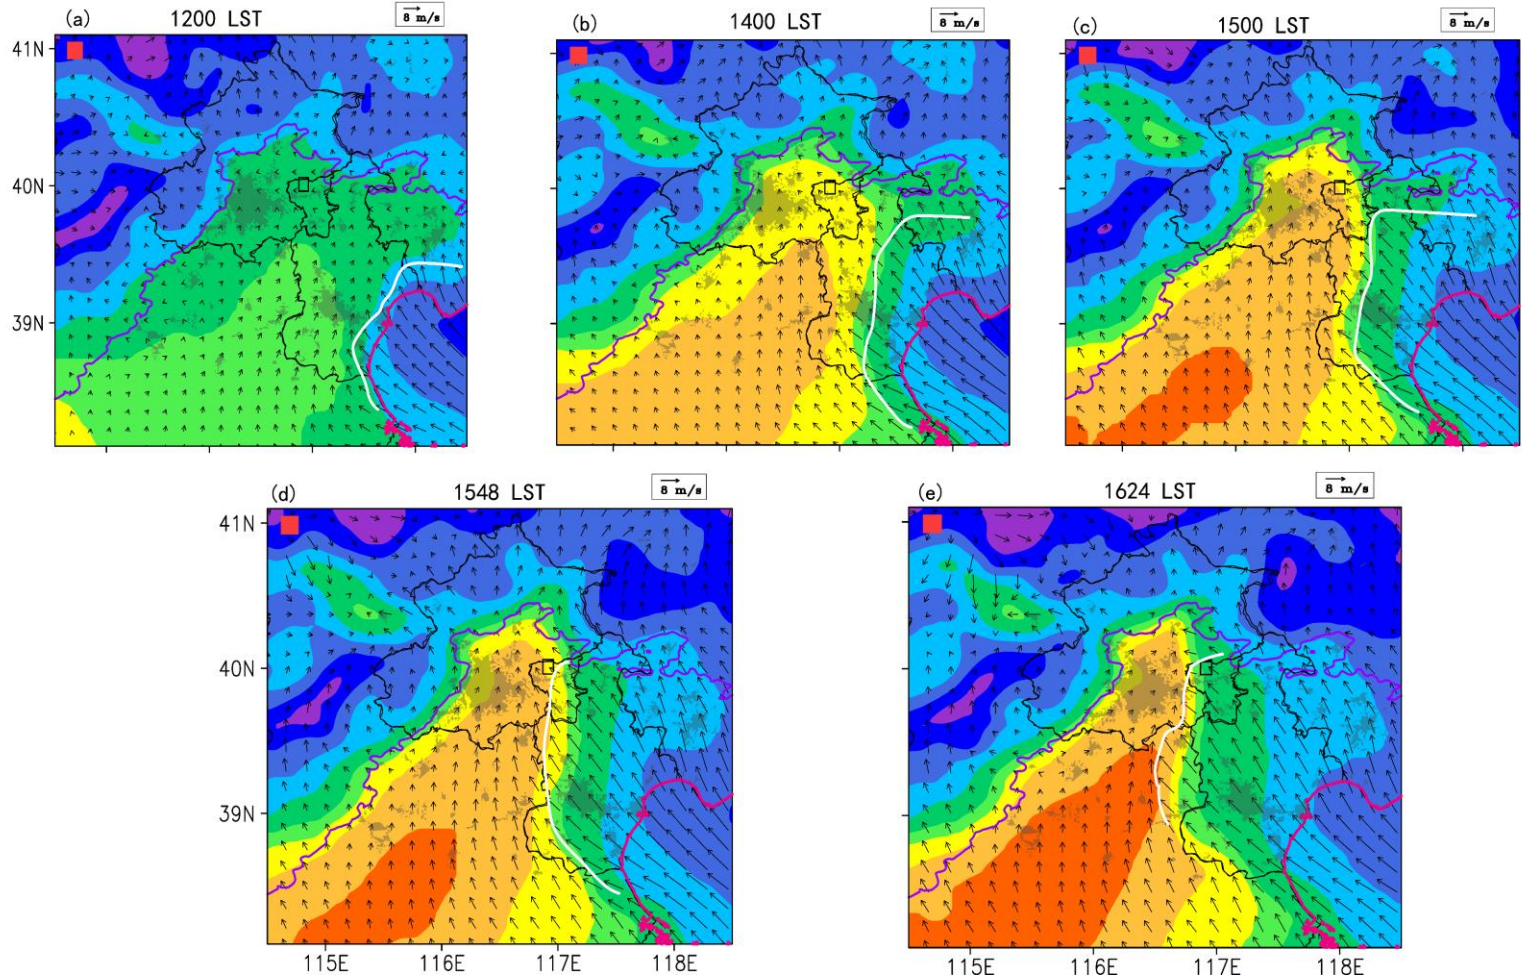 (a) 1200 LST 8 m/s
(b) 1400 LST 8 m/s
(c) 1500 LST 8 m/s
41N
40N
39N
(d) 1548 LST 8 m/s
(e) 1624 LST 8 m/s
41N
40N
39N
115E 116E 117E 118E
115E 116E 117E 118E